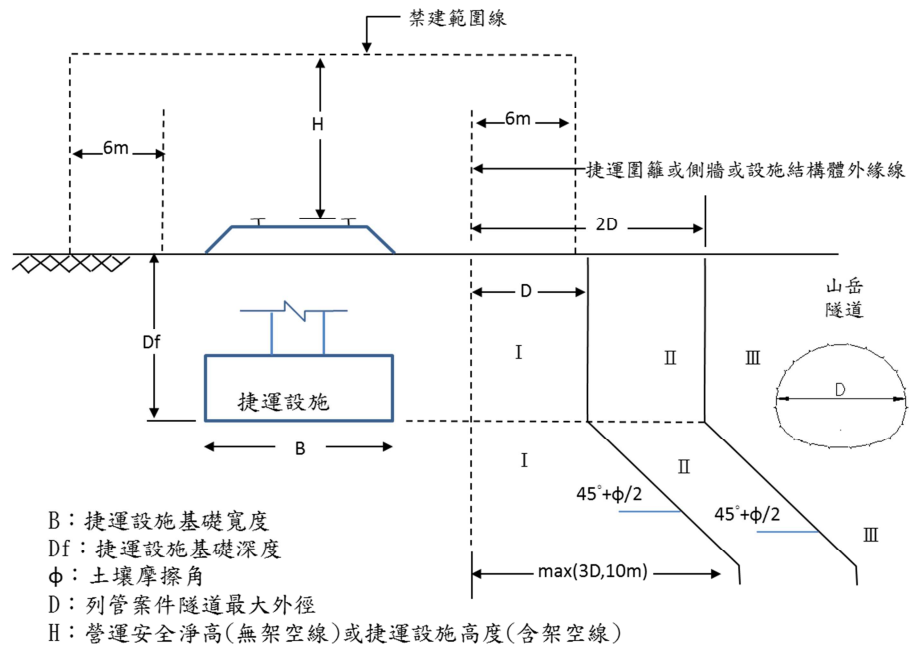 禁建範圍線
H
6m
6m
捷運圍籬或側牆或設施結構體外緣線
2D
D
山岳
隧道
Df
I
II
III
D
捷運設施
B
I
II
III
45°+φ/2
45°+φ/2
max(3D,10m)
B：捷運設施基礎寬度
Df：捷運設施基礎深度
φ：土壤摩擦角
D：列管案件隧道最大外徑
H：營運安全淨高(無架空線)或捷運設施高度(含架空線)